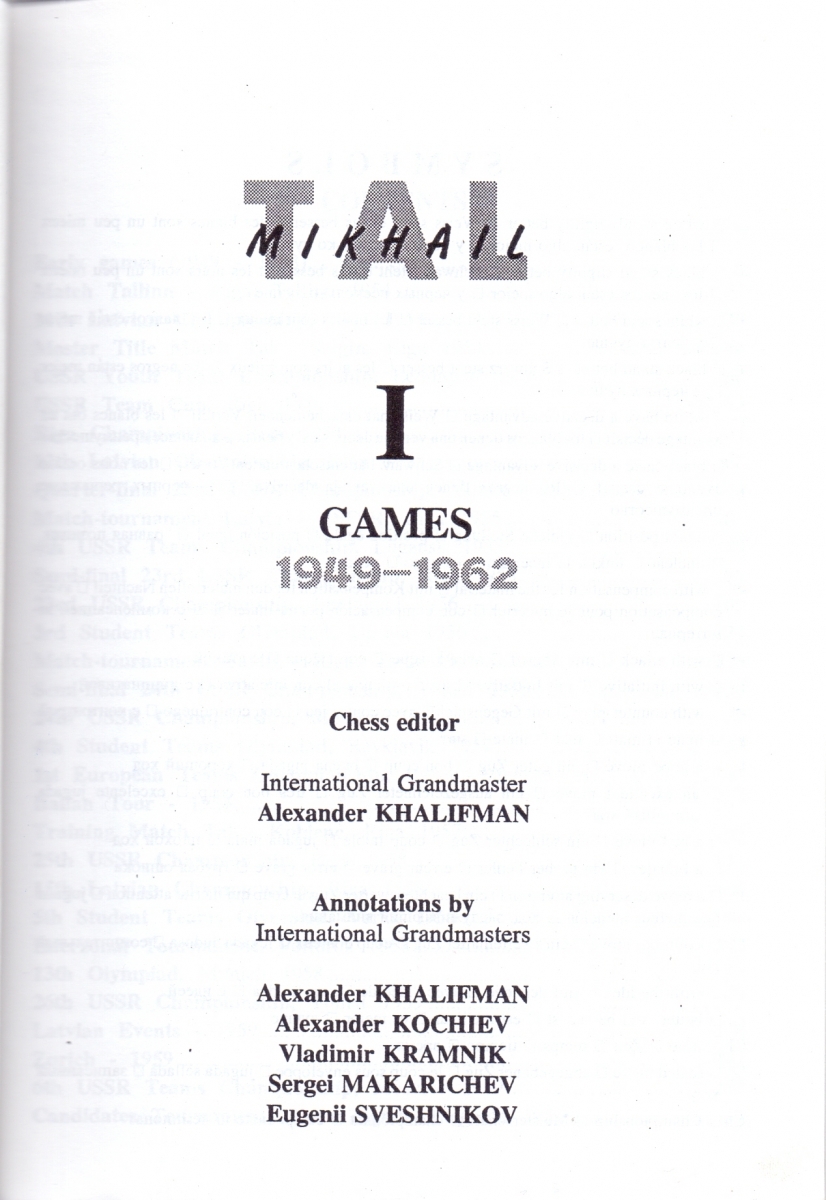 TAL
MIKHAIL
I
GAMES
1949—1962
Chess editor
International Grandmaster
Alexander KHALIFMAN
Annotations by
International Grandmasters
Alexander KHALIFMAN
Alexander KOCHIEV
Vladimir KRAMNIK
Sergei MAKARICHEV
Eugenii SVESHNIKOV